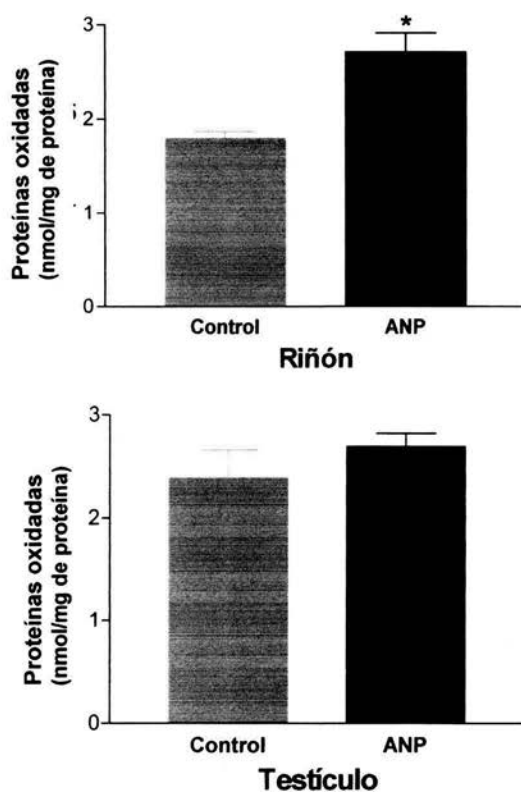 Proteínas oxidadas
(nmol/mg de proteína)
3
2
1
0
*
Control
ANP
Riñón
Proteínas oxidadas
(nmol/mg de proteína)
3
2
1
0
Control
ANP
Testículo